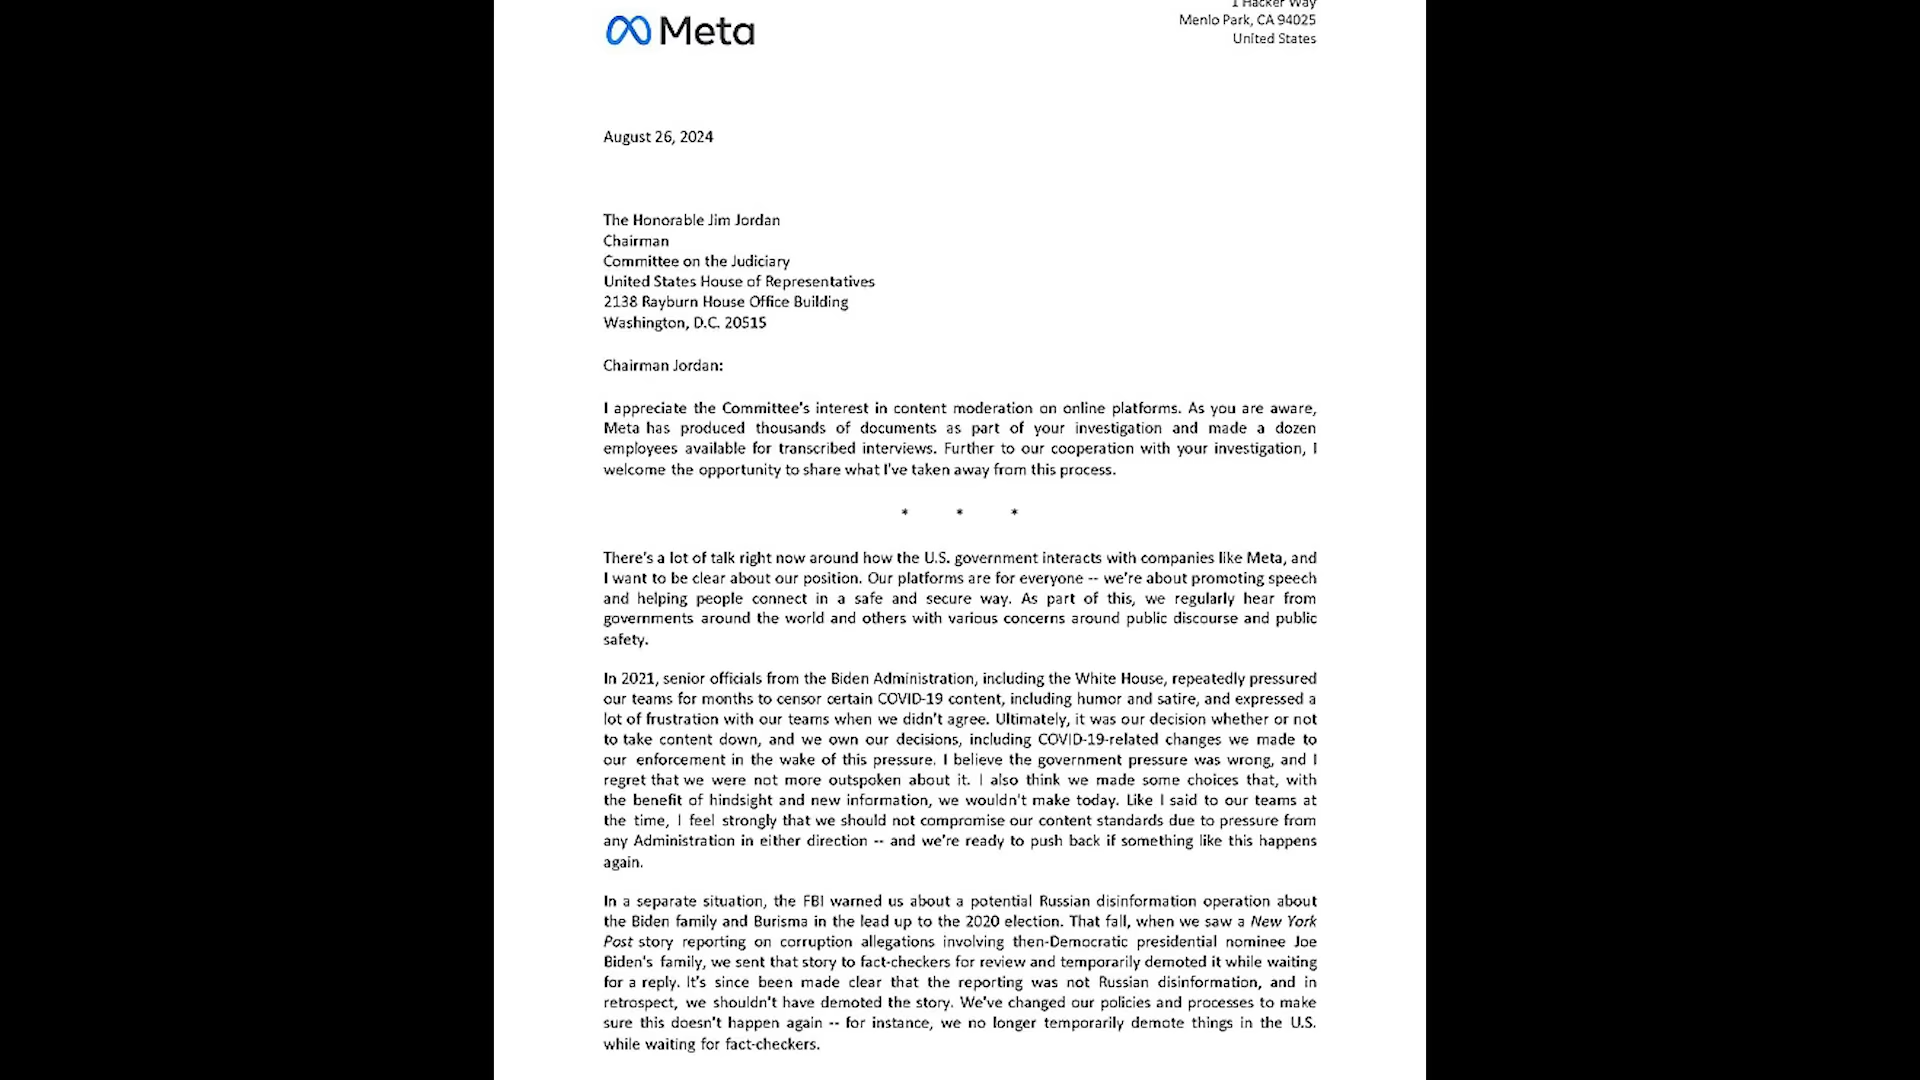 Meta
1 Hacker Way
Menlo Park, CA 94025
United States
August 26, 2024
The Honorable Jim Jordan
Chairman
Committee on the Judiciary
United States House of Representatives
2138 Rayburn House Office Building
Washington, D.C. 20515
Chairman Jordan:
I appreciate the Committee's interest in content moderation on online platforms. As you are aware,
Meta has produced thousands of documents as part of your investigation and made a dozen
employees available for transcribed interviews. Further to our cooperation with your investigation, I
welcome the opportunity to share what I've taken away from this process.
* * *
There's a lot of talk right now around how the U.S. government interacts with companies like Meta, and
I want to be clear about our position. Our platforms are for everyone -- we're about promoting speech
and helping people connect in a safe and secure way. As part of this, we regularly hear from
governments around the world and others with various concerns around public discourse and public
safety.
In 2021, senior officials from the Biden Administration, including the White House, repeatedly pressured
our teams for months to censor certain COVID-19 content, including humor and satire, and expressed a
lot of frustration with our teams when we didn't agree. Ultimately, it was our decision whether or not
to take content down, and we own our decisions, including COVID-19-related changes we made to
our enforcement in the wake of this pressure. I believe the government pressure was wrong, and I
regret that we were not more outspoken about it. I also think we made some choices that, with
the benefit of hindsight and new information, we wouldn't make today. Like I said to our teams at
the time, I feel strongly that we should not compromise our content standards due to pressure from
any Administration in either direction -- and we're ready to push back if something like this happens
again.
In a separate situation, the FBI warned us about a potential Russian disinformation operation about
the Biden family and Burisma in the lead up to the 2020 election. That fall, when we saw a New York
Post story reporting on corruption allegations involving then-Democratic presidential nominee Joe
Biden's family, we sent that story to fact-checkers for review and temporarily demoted it while waiting
for a reply. It's since been made clear that the reporting was not Russian disinformation, and in
retrospect, we shouldn't have demoted the story. We've changed our policies and processes to make
sure this doesn't happen again -- for instance, we no longer temporarily demote things in the U.S.
while waiting for fact-checkers.